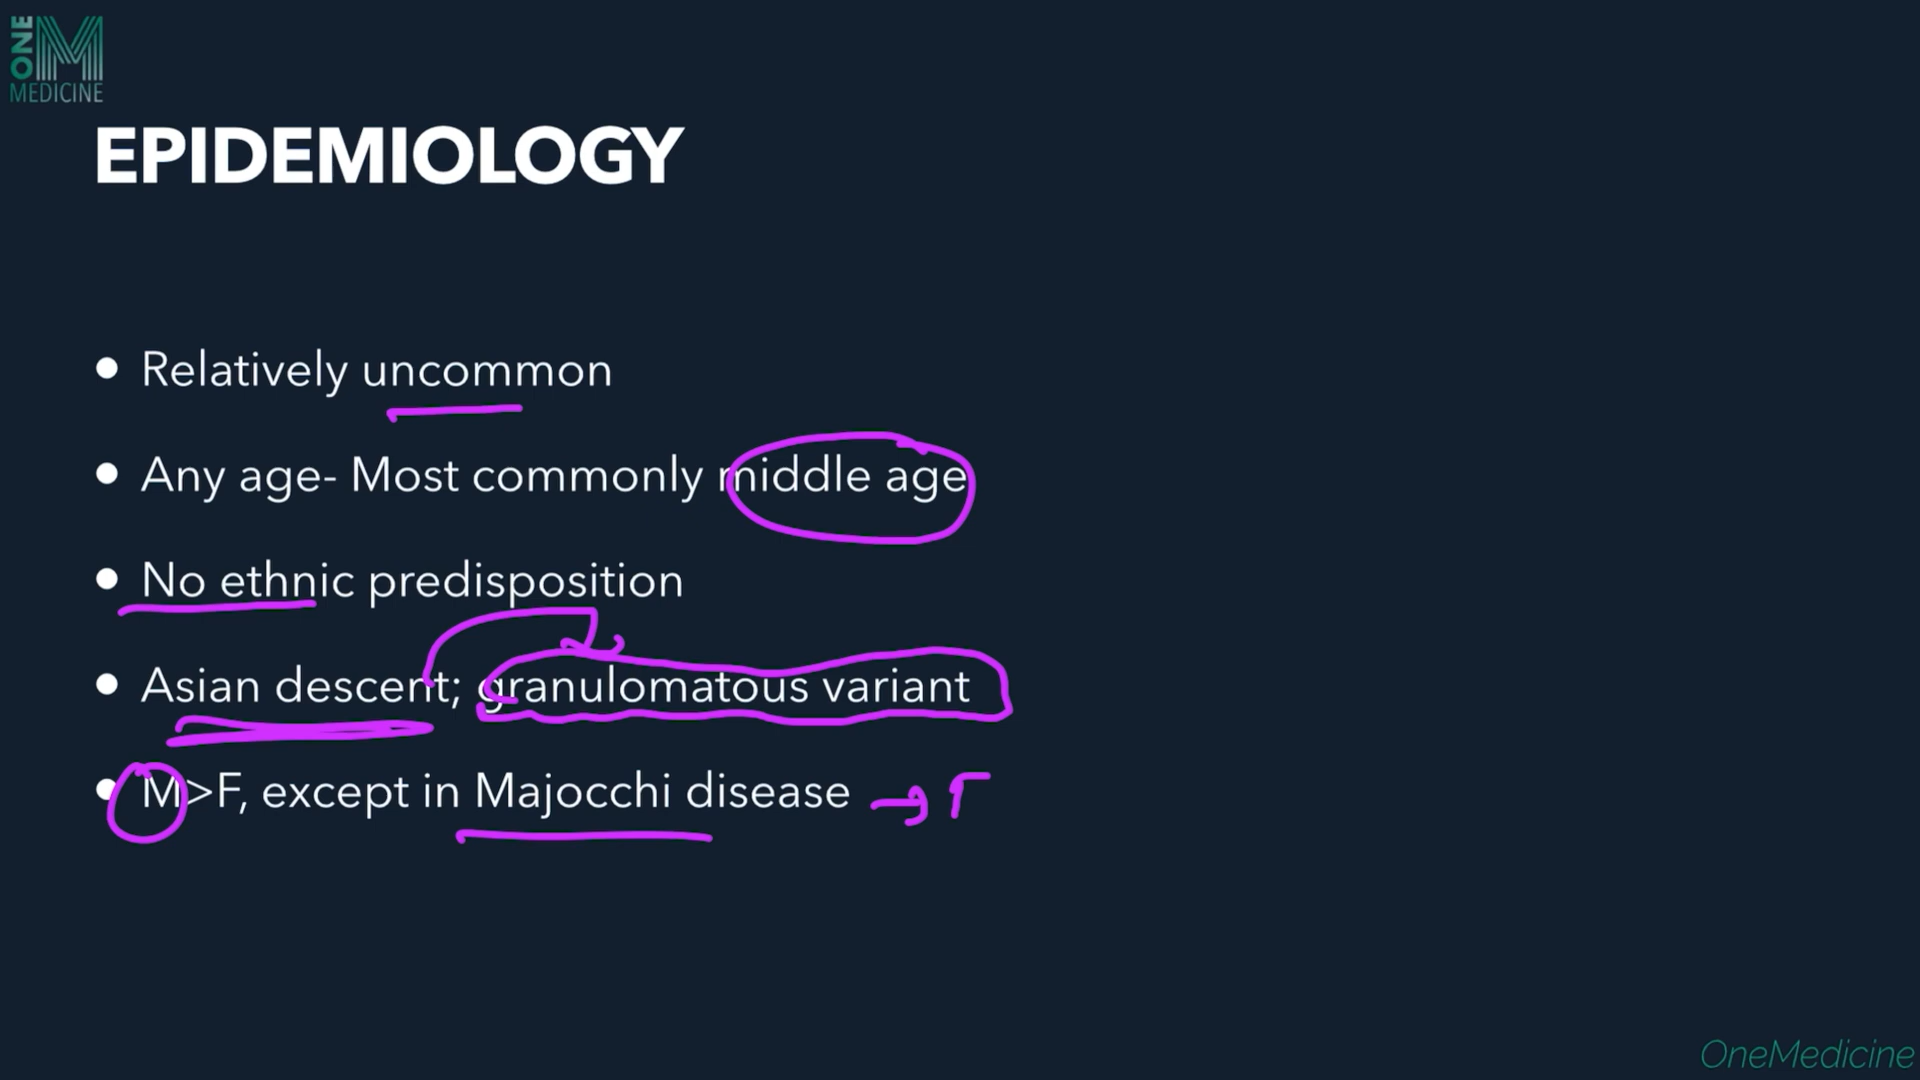 ONE
M
MEDICINE
EPIDEMIOLOGY
• Relatively uncommon
• Any age- Most commonly middle age
• No ethnic predisposition
• Asian descent; granulomatous variant
• M>F, except in Majocchi disease →
OneMedicine